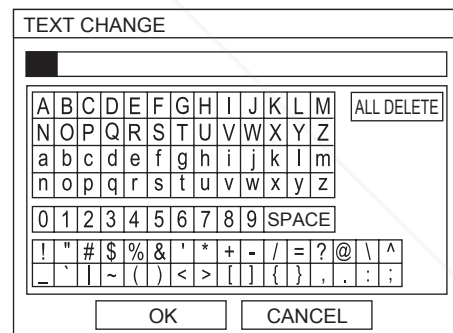 TEXT CHANGE
A B C D E F G H I J K L M ALL DELETE
N O P Q R S T U V W X Y Z
a b c d e f g h i j k l m
n o p q r s t u v w x y z
0 1 2 3 4 5 6 7 8 9 SPACE
! " # $ % & ' * + - / = ? @ \ ^
_ ` | ~ ( ) < > [ ] { } , . : ;
OK CANCEL